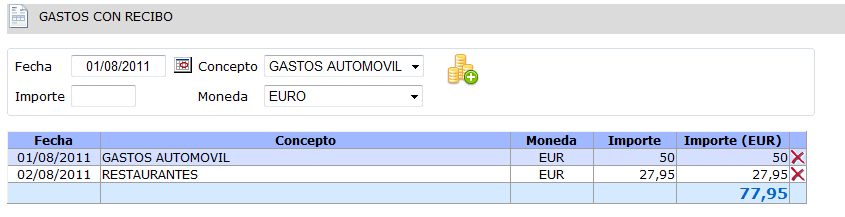 GASTOS CON RECIBO
Fecha 01/08/2011 Concepto GASTOS AUTOMOVIL
Importe Moneda EURO
Fecha Concepto Moneda Importe Importe (EUR)
01/08/2011 GASTOS AUTOMOVIL EUR 50 50
02/08/2011 RESTAURANTES EUR 27,95 27,95
77,95